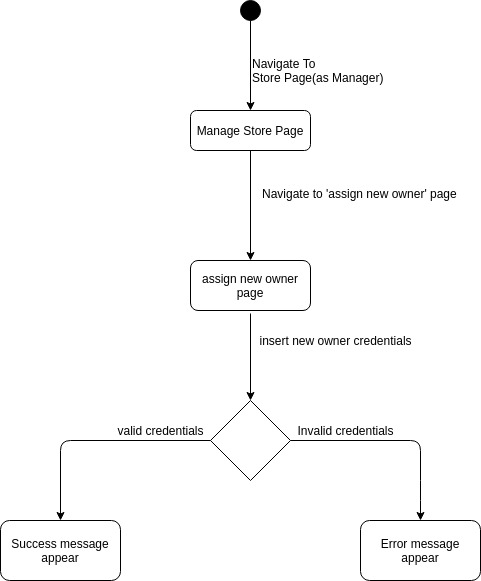 Navigate To
Store Page(as Manager)
Manage Store Page
Navigate to 'assign new owner' page
assign new owner
page
insert new owner credentials
valid credentials
Invalid credentials
Success message
appear
Error message
appear